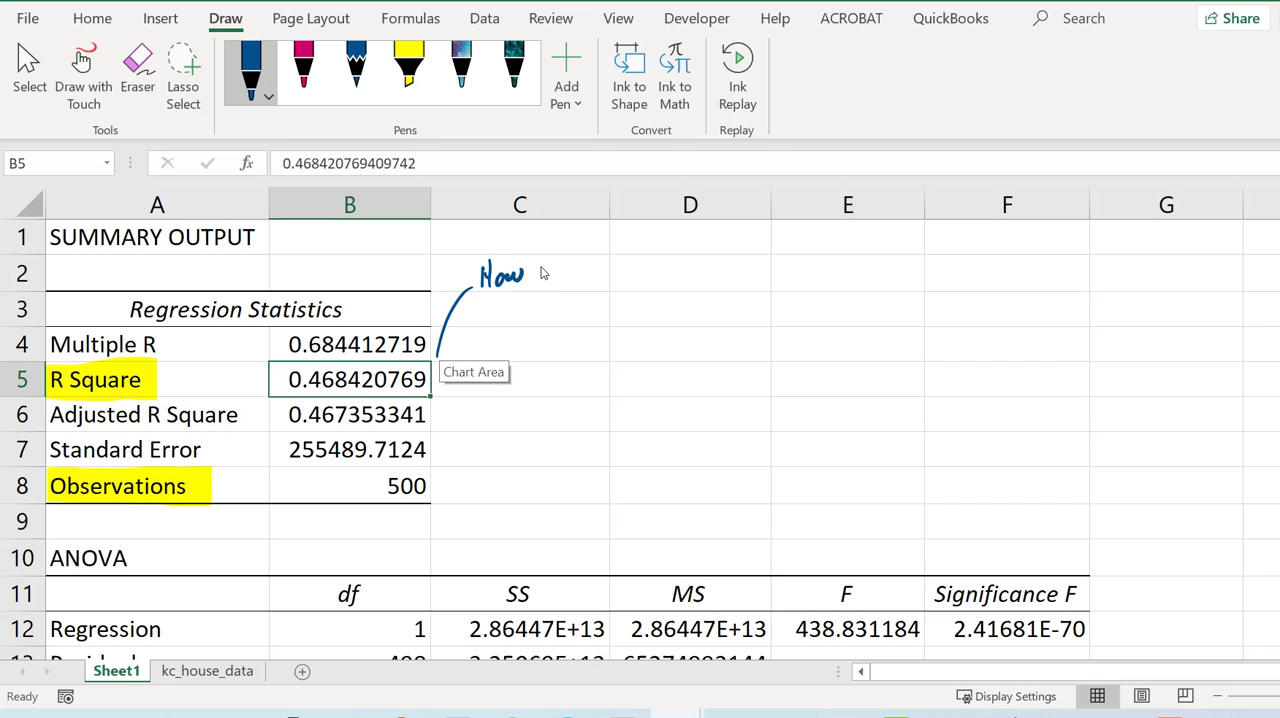 File Home Insert Draw Page Layout Formulas Data Review View Developer Help ACROBAT QuickBooks Search Share
Select Draw with Touch Eraser Lasso Select Add Pen Ink to Shape Ink to Math Ink Replay
Tools Pens Convert Replay
B5 fx 0.468420769409742
A B C D E F G
1 SUMMARY OUTPUT
2 How
3 Regression Statistics
4 Multiple R 0.684412719
5 R Square 0.468420769 Chart Area
6 Adjusted R Square 0.467353341
7 Standard Error 255489.7124
8 Observations 500
9
10 ANOVA
11 df SS MS F Significance F
12 Regression 1 2.86447E+13 2.86447E+13 438.831184 2.41681E-70
Sheet1 kc_house_data
Ready Display Settings